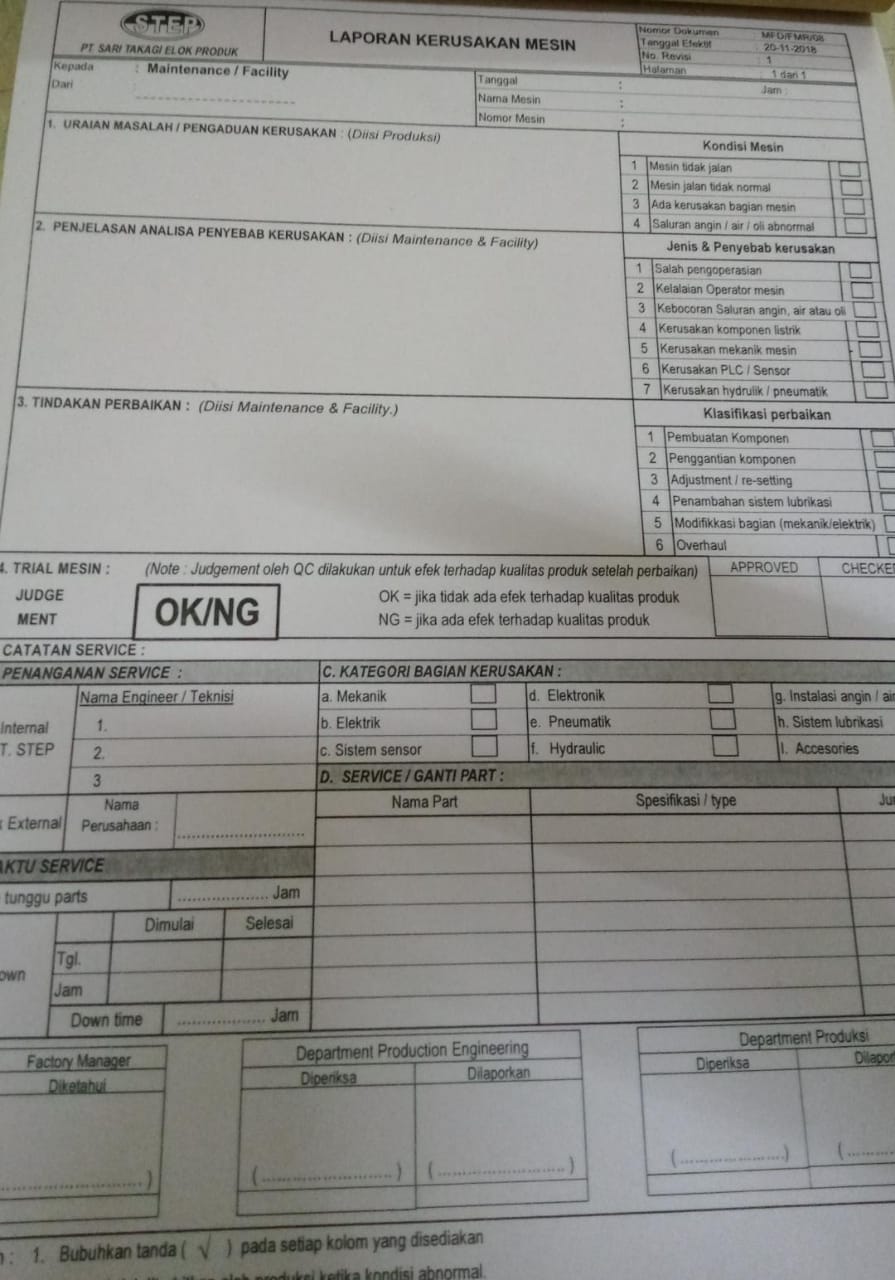 STEP
PT. SARI TAKAGI ELOK PRODUK
LAPORAN KERUSAKAN MESIN
Nomor Dokumen MFD/FMR/08
Tanggal Efektif : 20-11-2018
No. Revisi : 1
Halaman : 1 dari 1
Kepada : Maintenance / Facility
Dari :
Tanggal : Jam :
Nama Mesin :
Nomor Mesin :
1. URAIAN MASALAH / PENGADUAN KERUSAKAN : (Diisi Produksi)
Kondisi Mesin
1 Mesin tidak jalan
2 Mesin jalan tidak normal
3 Ada kerusakan bagian mesin
4 Saluran angin / air / oli abnormal
2. PENJELASAN ANALISA PENYEBAB KERUSAKAN : (Diisi Maintenance & Facility)
Jenis & Penyebab kerusakan
1 Salah pengoperasian
2 Kelalaian Operator mesin
3 Kebocoran Saluran angin, air atau oli
4 Kerusakan komponen listrik
5 Kerusakan mekanik mesin
6 Kerusakan PLC / Sensor
7 Kerusakan hydrulik / pneumatik
3. TINDAKAN PERBAIKAN : (Diisi Maintenance & Facility.)
Klasifikasi perbaikan
1 Pembuatan Komponen
2 Penggantian komponen
3 Adjustment / re-setting
4 Penambahan sistem lubrikasi
5 Modifikkasi bagian (mekanik/elektrik)
6 Overhaul
4. TRIAL MESIN : (Note : Judgement oleh QC dilakukan untuk efek terhadap kualitas produk setelah perbaikan)
APPROVED CHECKE
JUDGE
MENT
OK/NG
OK = jika tidak ada efek terhadap kualitas produk
NG = jika ada efek terhadap kualitas produk
CATATAN SERVICE :
PENANGANAN SERVICE :
C. KATEGORI BAGIAN KERUSAKAN :
Nama Engineer / Teknisi
a. Mekanik d. Elektronik g. Instalasi angin / air
Internal 1.
b. Elektrik e. Pneumatik h. Sistem lubrikasi
T. STEP 2.
c. Sistem sensor f. Hydraulic I. Accesories
3
D. SERVICE / GANTI PART :
External Nama Perusahaan :
Nama Part Spesifikasi / type Ju
AKTU SERVICE
tunggu parts .................... Jam
Dimulai Selesai
own
Tgl.
Jam
Down time .................... Jam
Factory Manager
Diketahui
Department Production Engineering
Diperiksa Dilaporkan
Department Produksi
Diperiksa Dilapor
1. Bubuhkan tanda ( √ ) pada setiap kolom yang disediakan
produksi ketika kondisi abnormal.